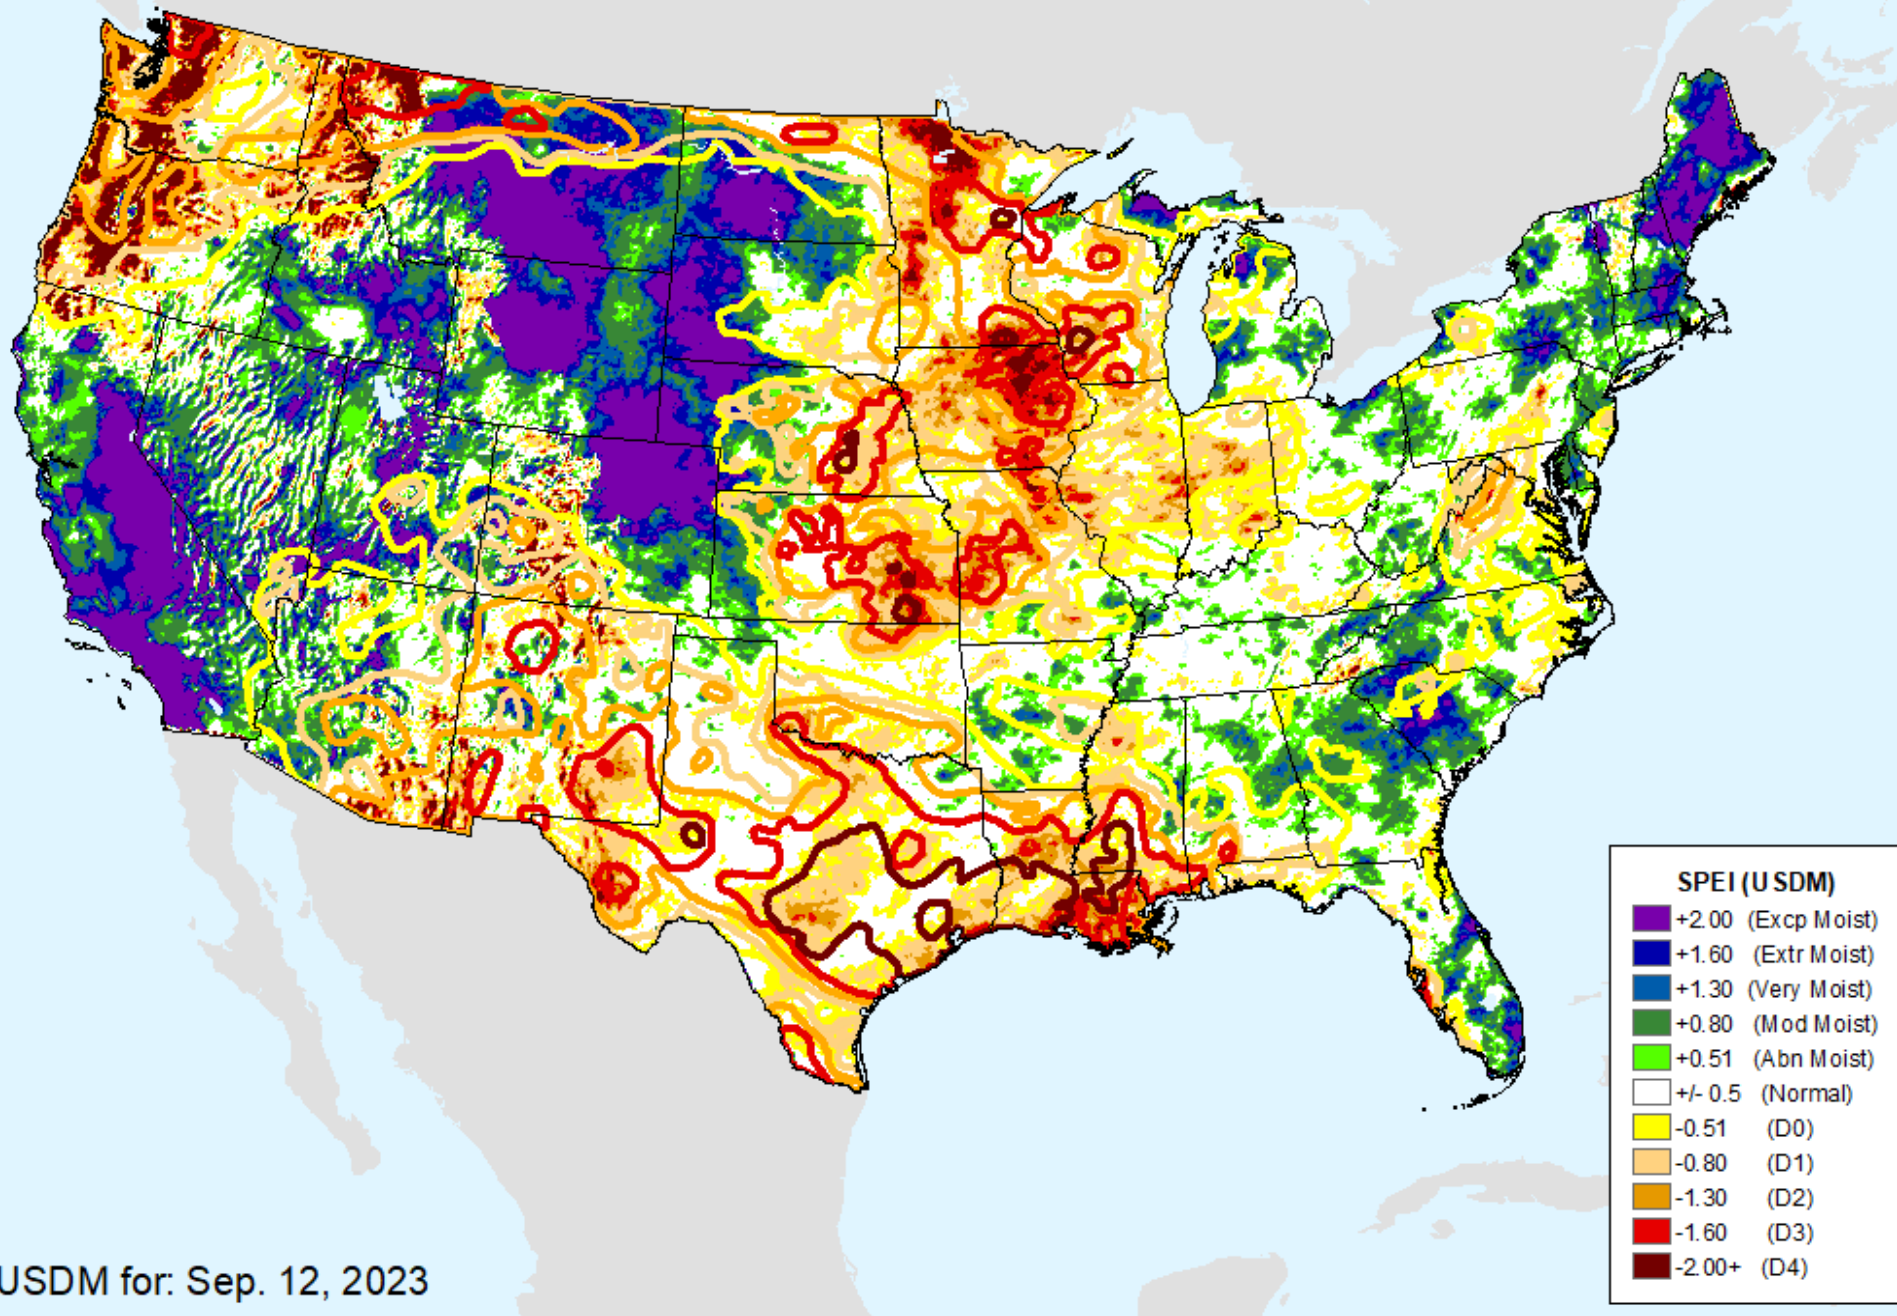 SPEI (USDM)
+2.00 (Excp Moist)
+1.60 (Extr Moist)
+1.30 (Very Moist)
+0.80 (Mod Moist)
+0.51 (Abn Moist)
+/- 0.5 (Normal)
-0.51 (D0)
-0.80 (D1)
-1.30 (D2)
-1.60 (D3)
-2.00+ (D4)
USDM for: Sep. 12, 2023